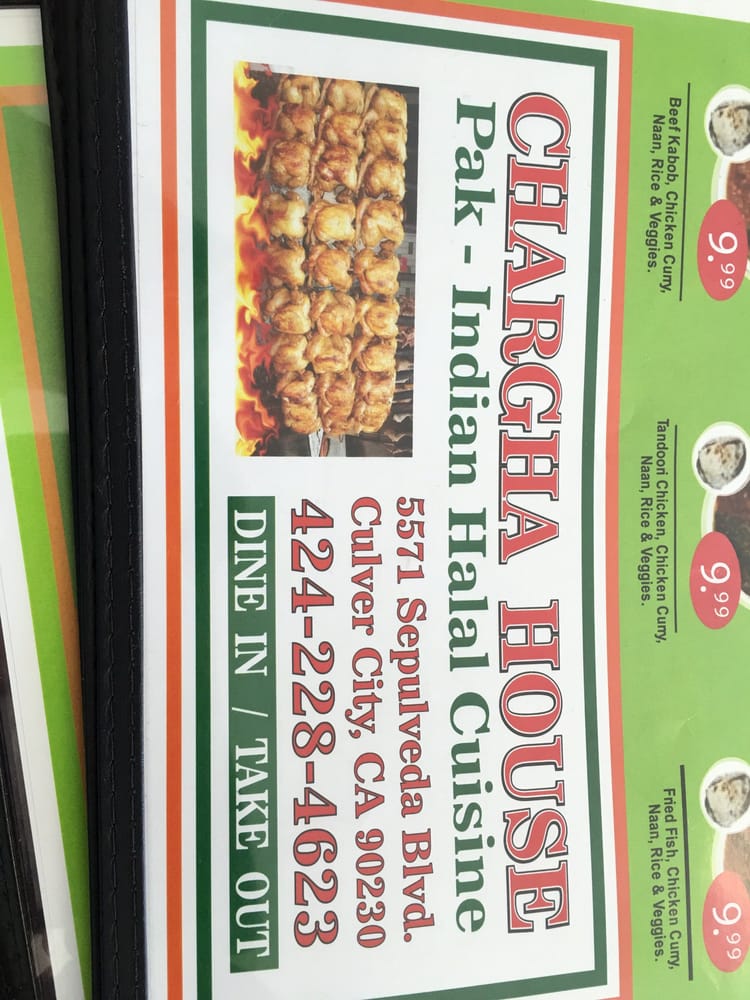 9.99
Beef Kabob, Chicken Curry,
Naan, Rice & Veggies.
9.99
Tandoori Chicken, Chicken Curry,
Naan, Rice & Veggies.
9.99
Fried Fish, Chicken Curry,
Naan, Rice & Veggies.
CHARGHA HOUSE
Pak - Indian Halal Cuisine
5571 Sepulveda Blvd.
Culver City, CA 90230
424-228-4623
DINE IN / TAKE OUT